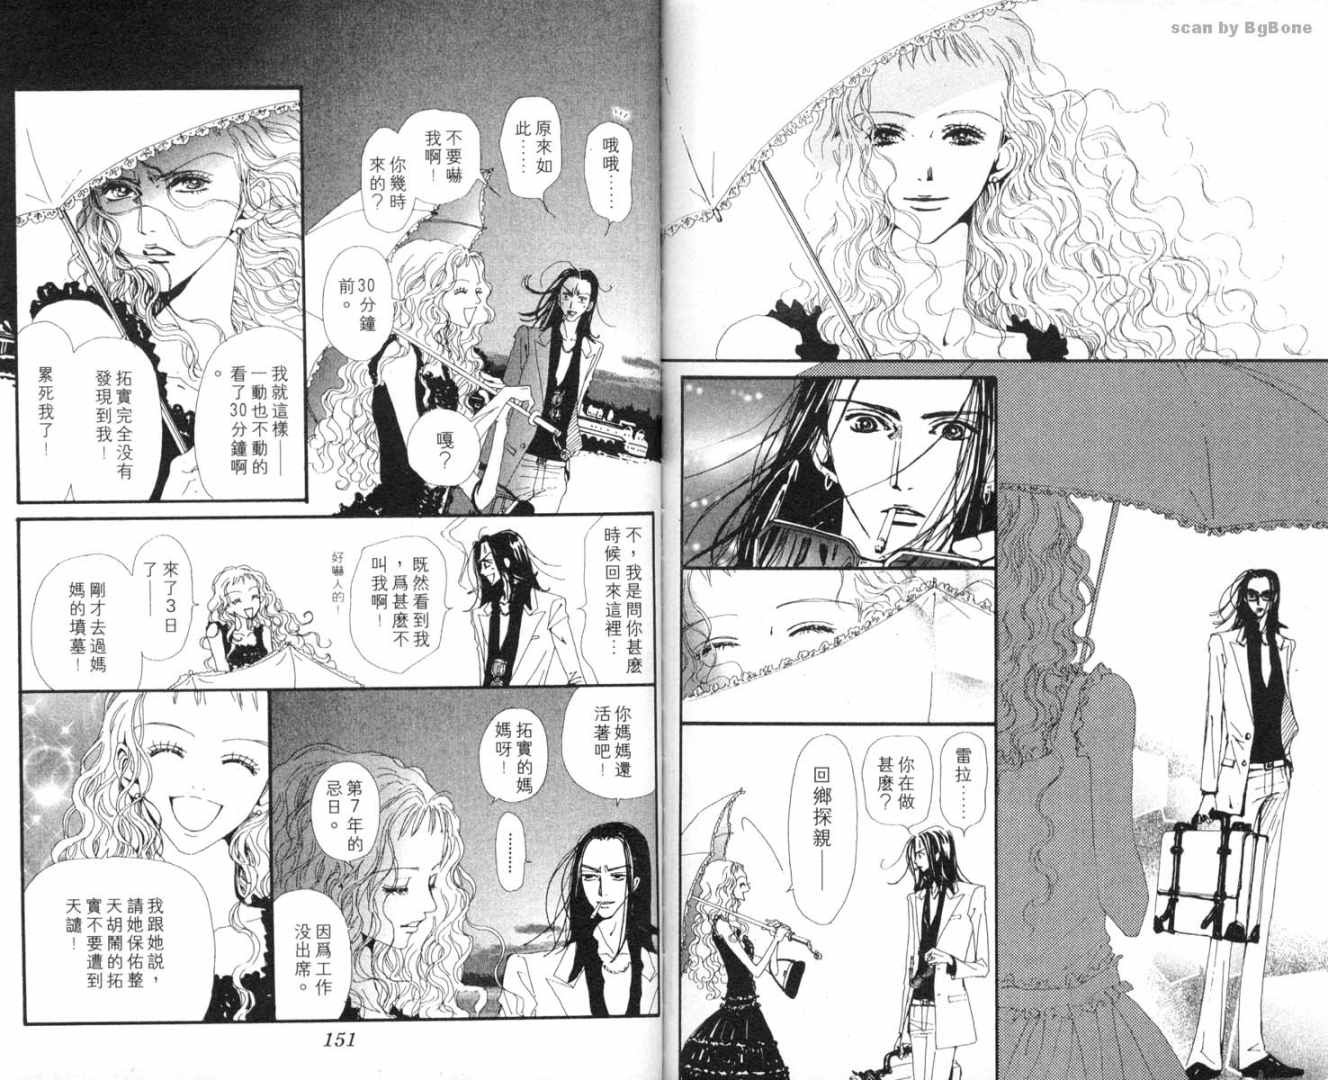 scan by BgBone
雷拉……
你在做
甚麼？
回鄉探親——
哦哦……
原來如
此……
不要嚇
我啊！
你幾時
來的？
30分鐘
前。
嘎？
我就這樣——
一動也不動的
看了30分鐘啊
。
拓實完全没有
發現到我！
累死我了！
不，我是問你甚麼
時候回來這裡…
既然看到我
，爲甚麼不
叫我啊！
好嚇人的！
來了3日
了——
剛才去過媽
媽的墳墓！
你媽媽還
活著吧！
拓實的媽
媽呀！
………
第7年的
忌日。
因爲工作
没出席。
我跟她説，
請她保佑整
天胡鬧的拓
實不要遭到
天譴！
151